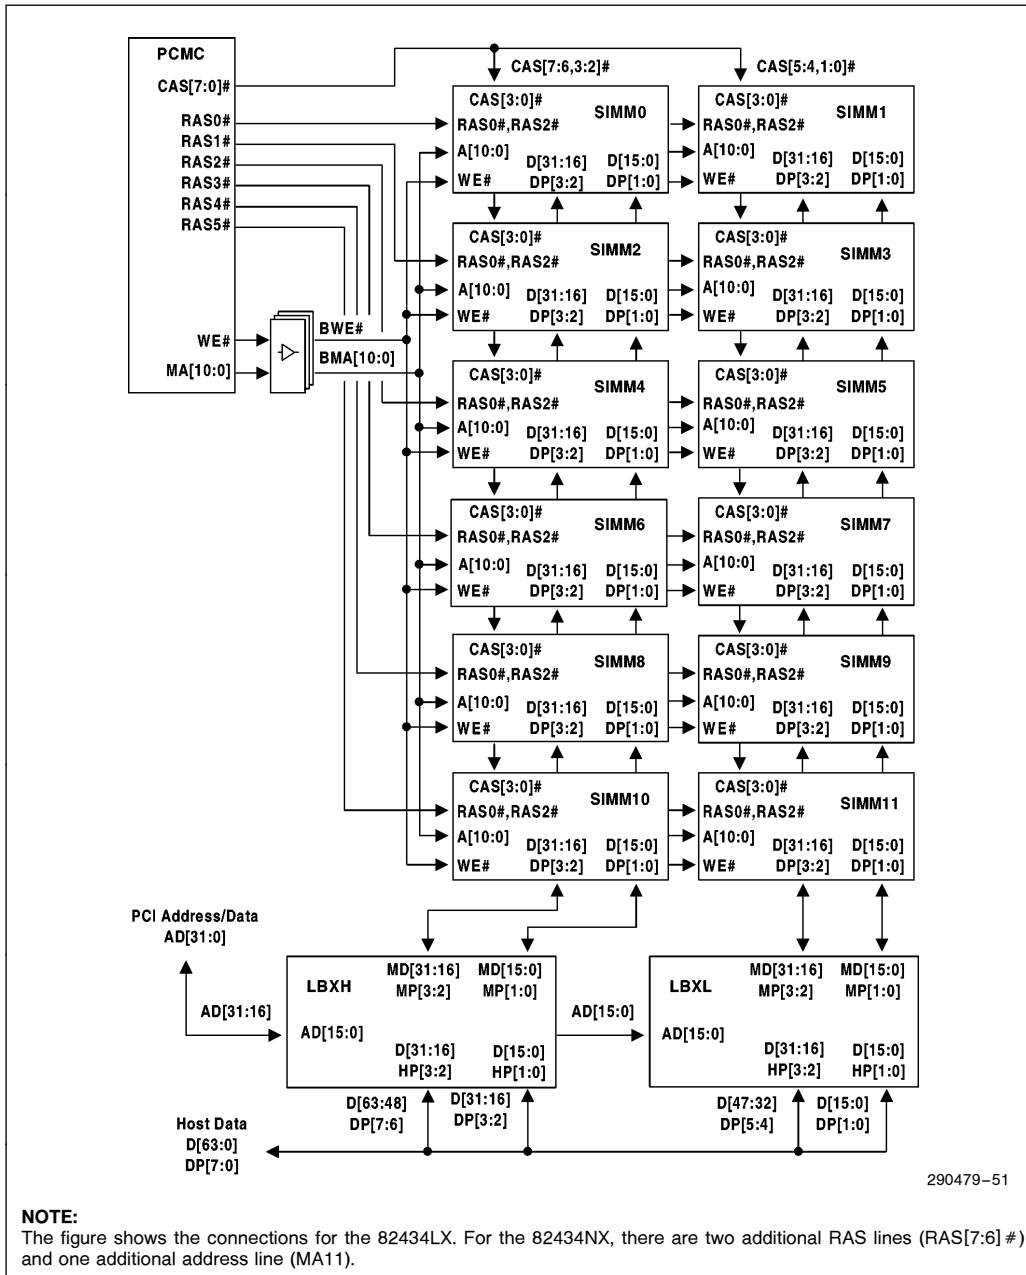 PCMC
CAS[7:0]#
CAS[7:6,3:2]#
CAS[5:4,1:0]#
RAS0#
RAS1#
RAS2#
RAS3#
RAS4#
RAS5#
WE#
MA[10:0]
BWE#
BMA[10:0]
CAS[3:0]#
SIMM0
RAS0#,RAS2#
A[10:0]
D[31:16] D[15:0]
WE# DP[3:2] DP[1:0]
CAS[3:0]#
SIMM1
RAS0#,RAS2#
A[10:0]
D[31:16] D[15:0]
WE# DP[3:2] DP[1:0]
CAS[3:0]#
SIMM2
RAS0#,RAS2#
A[10:0]
D[31:16] D[15:0]
WE# DP[3:2] DP[1:0]
CAS[3:0]#
SIMM3
RAS0#,RAS2#
A[10:0]
D[31:16] D[15:0]
WE# DP[3:2] DP[1:0]
CAS[3:0]#
SIMM4
RAS0#,RAS2#
A[10:0]
D[31:16] D[15:0]
WE# DP[3:2] DP[1:0]
CAS[3:0]#
SIMM5
RAS0#,RAS2#
A[10:0]
D[31:16] D[15:0]
WE# DP[3:2] DP[1:0]
CAS[3:0]#
SIMM6
RAS0#,RAS2#
A[10:0]
D[31:16] D[15:0]
WE# DP[3:2] DP[1:0]
CAS[3:0]#
SIMM7
RAS0#,RAS2#
A[10:0]
D[31:16] D[15:0]
WE# DP[3:2] DP[1:0]
CAS[3:0]#
SIMM8
RAS0#,RAS2#
A[10:0]
D[31:16] D[15:0]
WE# DP[3:2] DP[1:0]
CAS[3:0]#
SIMM9
RAS0#,RAS2#
A[10:0]
D[31:16] D[15:0]
WE# DP[3:2] DP[1:0]
CAS[3:0]#
SIMM10
RAS0#,RAS2#
A[10:0]
D[31:16] D[15:0]
WE# DP[3:2] DP[1:0]
CAS[3:0]#
SIMM11
RAS0#,RAS2#
A[10:0]
D[31:16] D[15:0]
WE# DP[3:2] DP[1:0]
PCI Address/Data
AD[31:0]
AD[31:16]
LBXH
MD[31:16] MD[15:0]
MP[3:2] MP[1:0]
AD[15:0]
D[31:16] D[15:0]
HP[3:2] HP[1:0]
AD[15:0]
LBXL
MD[31:16] MD[15:0]
MP[3:2] MP[1:0]
AD[15:0]
D[31:16] D[15:0]
HP[3:2] HP[1:0]
D[63:48]
DP[7:6]
D[31:16]
DP[3:2]
D[47:32]
DP[5:4]
D[15:0]
DP[1:0]
Host Data
D[63:0]
DP[7:0]
290479–51
NOTE:
The figure shows the connections for the 82434LX. For the 82434NX, there are two additional RAS lines (RAS[7:6]#)
and one additional address line (MA11).